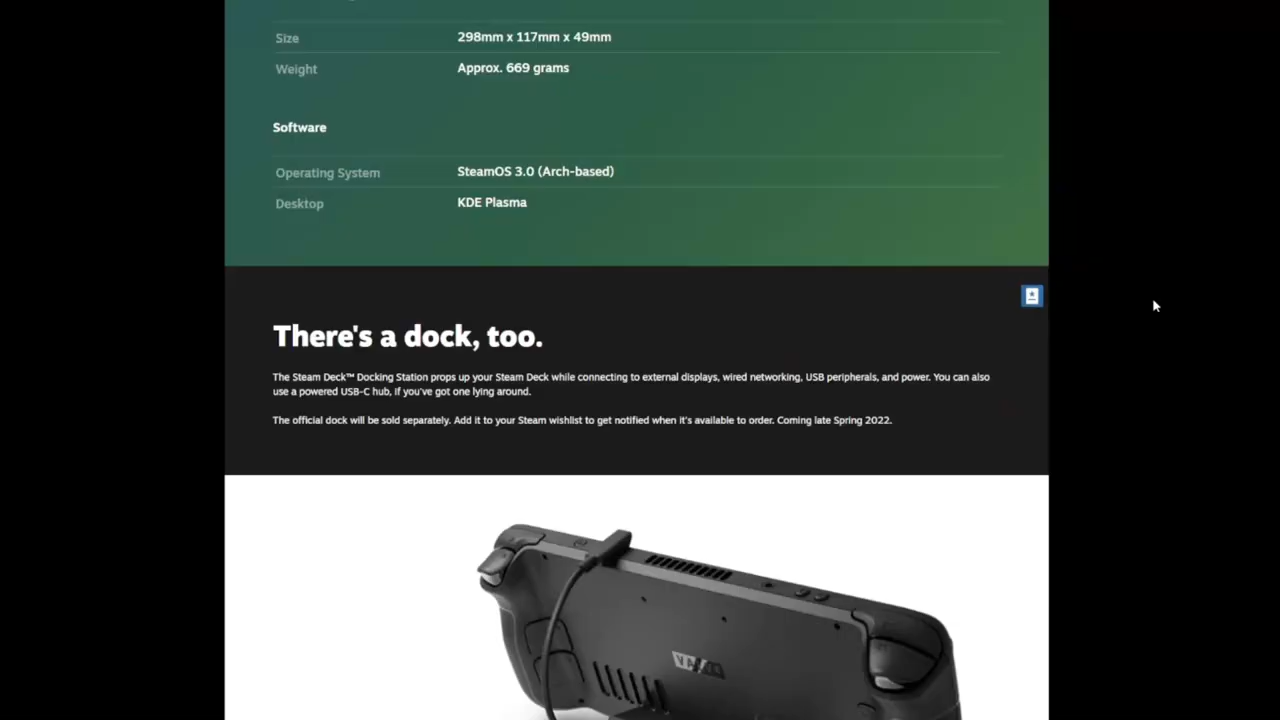 Size 298mm x 117mm x 49mm
Weight Approx. 669 grams
Software
Operating System SteamOS 3.0 (Arch-based)
Desktop KDE Plasma
There's a dock, too.
The Steam Deck™ Docking Station props up your Steam Deck while connecting to external displays, wired networking, USB peripherals, and power. You can also
use a powered USB-C hub, if you've got one lying around.
The official dock will be sold separately. Add it to your Steam wishlist to get notified when it's available to order. Coming late Spring 2022.
VALVE